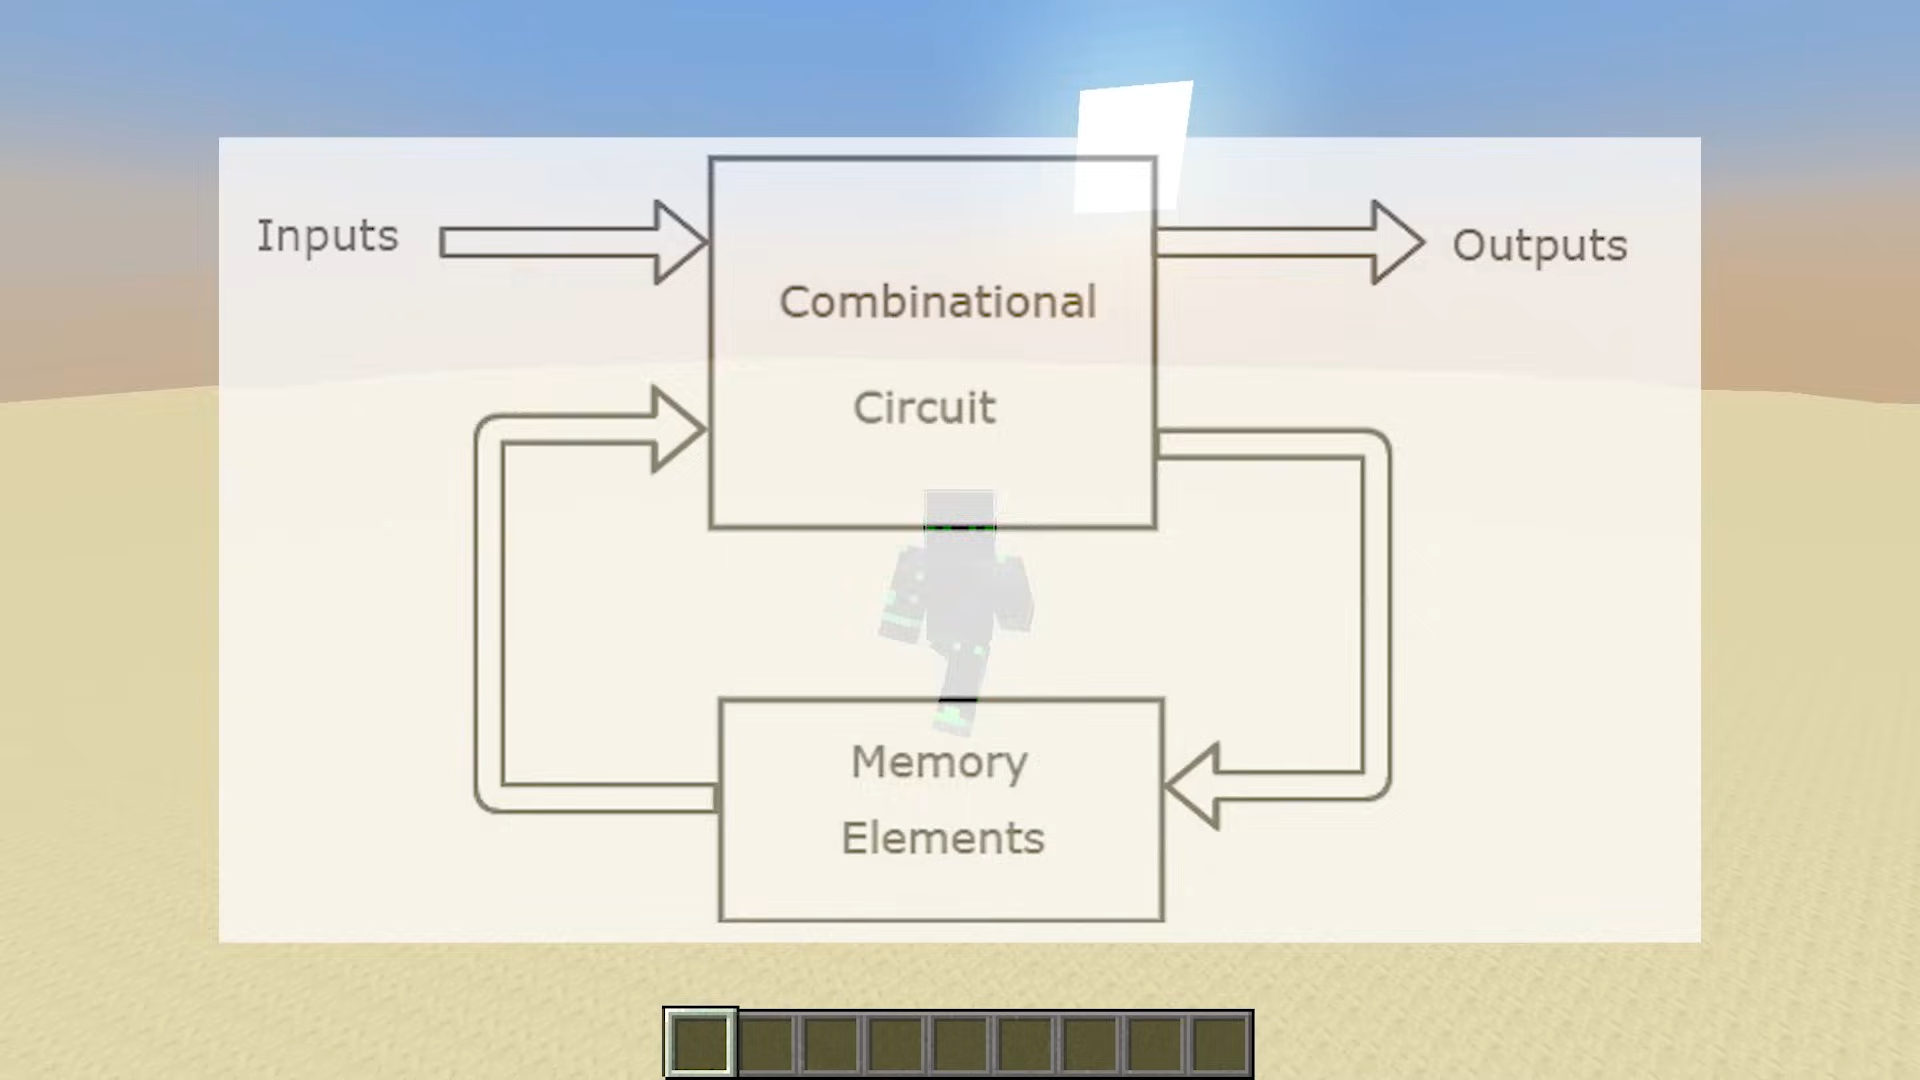 Inputs
Outputs
Combinational
Circuit
Memory
Elements